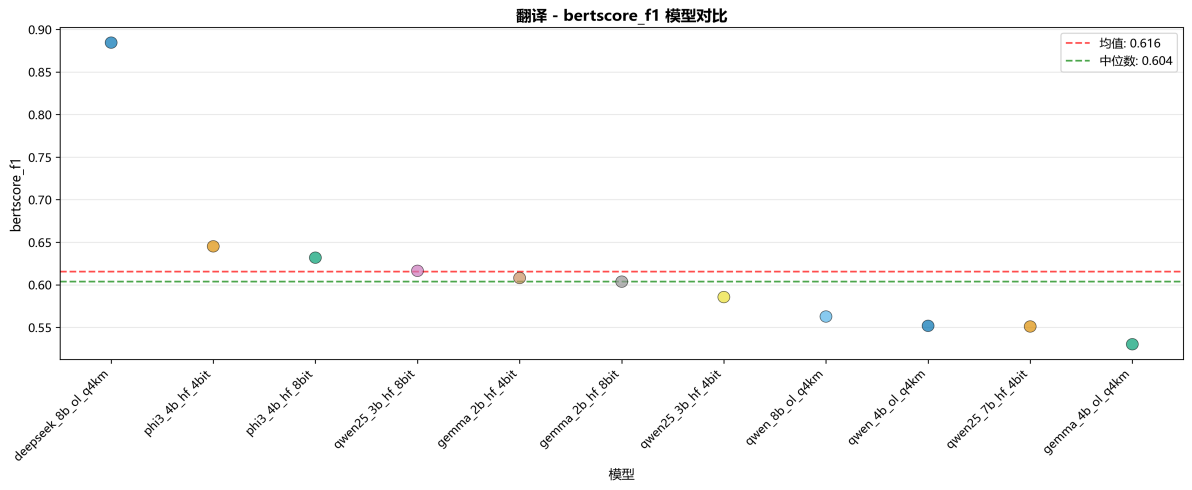 翻译 - bertscore_f1 模型对比
均值: 0.616
中位数: 0.604
bertscore_f1
0.90
0.85
0.80
0.75
0.70
0.65
0.60
0.55
deepseek_8b_ol_q4km
phi3_4b_hf_4bit
phi3_4b_hf_8bit
qwen25_3b_hf_8bit
gemma_2b_hf_4bit
gemma_2b_hf_8bit
qwen25_3b_hf_4bit
qwen_8b_ol_q4km
qwen_4b_ol_q4km
qwen25_7b_hf_4bit
gemma_4b_ol_q4km
模型